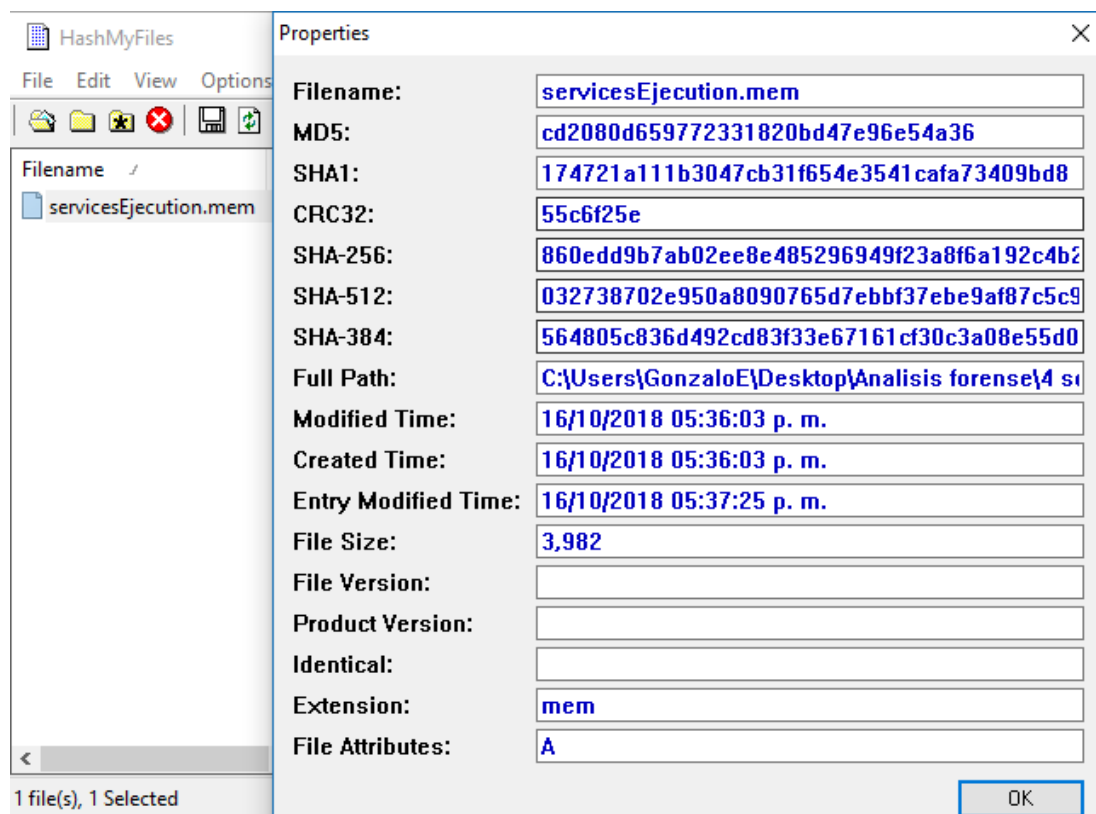 HashMyFiles
File Edit View Options
Filename
servicesEjecution.mem
1 file(s), 1 Selected
Properties
Filename: servicesEjecution.mem
MD5: cd2080d659772331820bd47e96e54a36
SHA1: 174721a111b3047cb31f654e3541cafa73409bd8
CRC32: 55c6f25e
SHA-256: 860edd9b7ab02ee8e485296949f23a8f6a192c4b2
SHA-512: 032738702e950a8090765d7ebbf37ebe9af87c5c9
SHA-384: 564805c836d492cd83f33e67161cf30c3a08e55d0
Full Path: C:\Users\GonzaloE\Desktop\Analisis forense\4 se
Modified Time: 16/10/2018 05:36:03 p. m.
Created Time: 16/10/2018 05:36:03 p. m.
Entry Modified Time: 16/10/2018 05:37:25 p. m.
File Size: 3,982
File Version:
Product Version:
Identical:
Extension: mem
File Attributes: A
OK